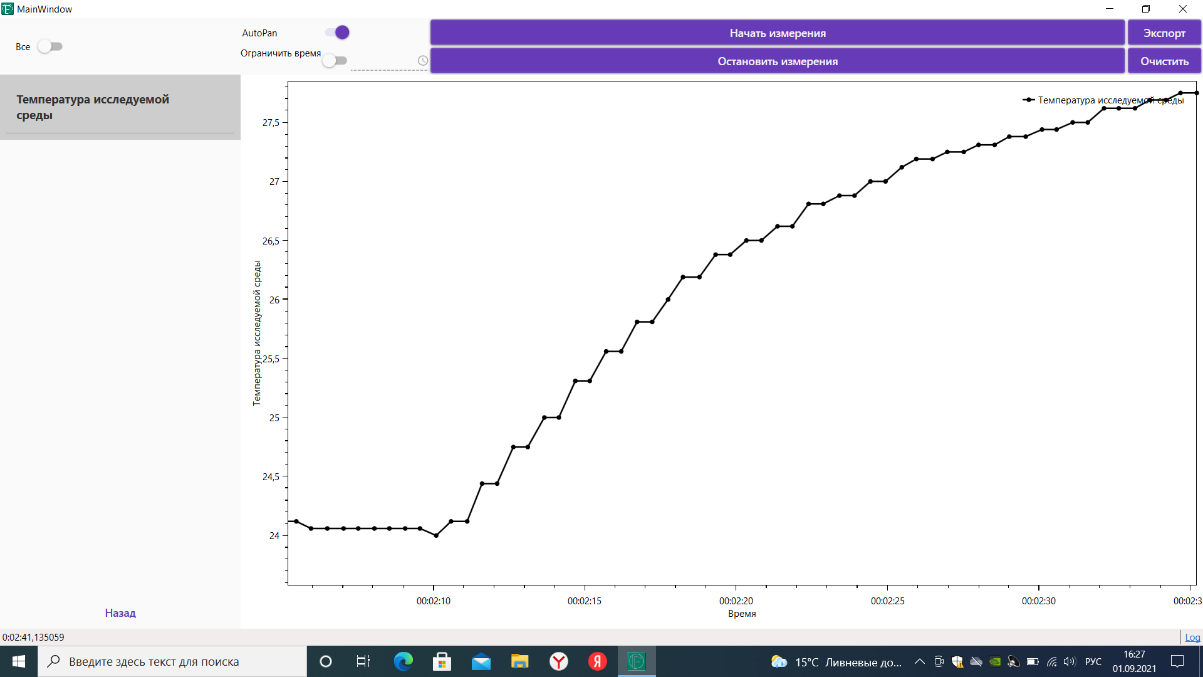 MainWindow
Все
AutoPan
Ограничить время
Начать измерения
Экспорт
Остановить измерения
Очистить
Температура исследуемой
среды
Температура исследуемой среды
27,5
27
26,5
26
25,5
25
24,5
24
Температура исследуемой среды
00:02:10
00:02:15
00:02:20
00:02:25
00:02:30
00:02:3
Время
Назад
0:02:41,135059
Log
Введите здесь текст для поиска
15°C Ливневые до...
РУС
16:27
01.09.2021